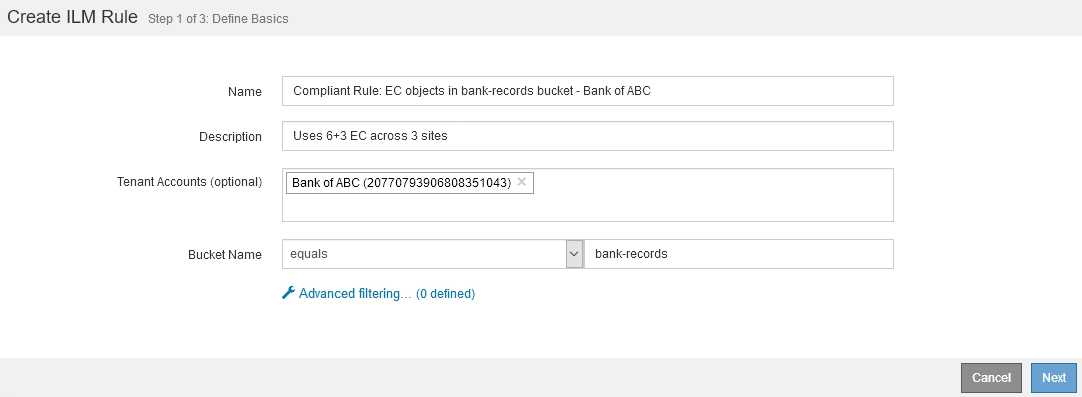 Create ILM Rule Step 1 of 3: Define Basics
Name Compliant Rule: EC objects in bank-records bucket - Bank of ABC
Description Uses 6+3 EC across 3 sites
Tenant Accounts (optional) Bank of ABC (20770793906808351043) ×
Bucket Name equals bank-records
Advanced filtering... (0 defined)
Cancel Next